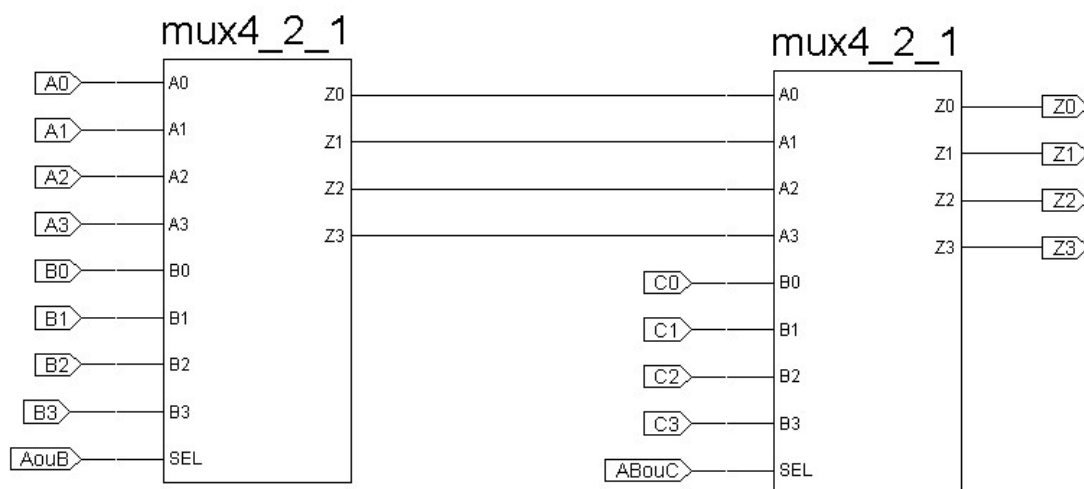 mux4_2_1
A0
A1
A2
A3
B0
B1
B2
B3
AouB
A0
A1
A2
A3
B0
B1
B2
B3
SEL
Z0
Z1
Z2
Z3
mux4_2_1
C0
C1
C2
C3
ABouC
A0
A1
A2
A3
B0
B1
B2
B3
SEL
Z0
Z1
Z2
Z3
Z0
Z1
Z2
Z3